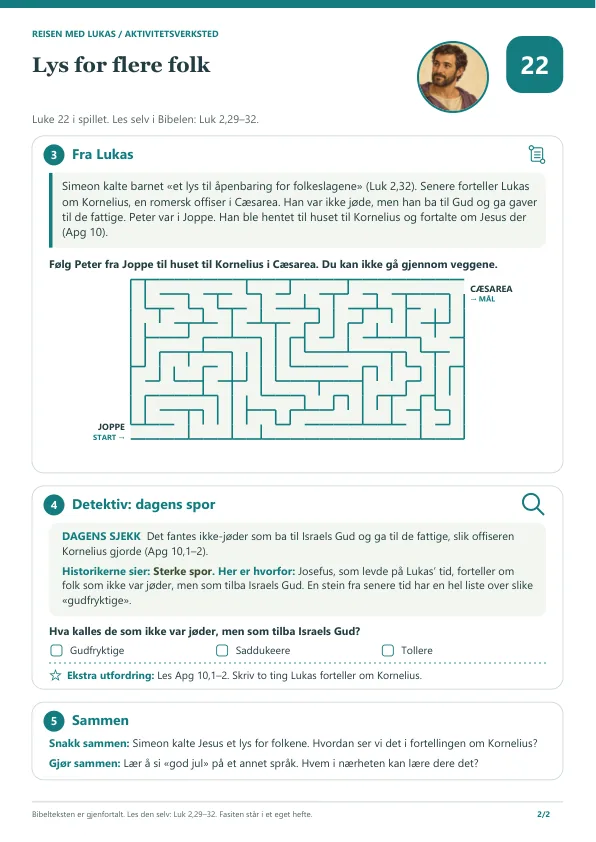 REISEN MED LUKAS / AKTIVITETSVERKSTED
Lys for flere folk
22
Luke 22 i spillet. Les selv i Bibelen: Luk 2,29–32.
3 Fra Lukas
Simeon kalte barnet «et lys til åpenbaring for folkeslagene» (Luk 2,32). Senere forteller Lukas
om Kornelius, en romersk offiser i Cæsarea. Han var ikke jøde, men han ba til Gud og ga gaver
til de fattige. Peter var i Joppe. Han ble hentet til huset til Kornelius og fortalte om Jesus der
(Apg 10).
Følg Peter fra Joppe til huset til Kornelius i Cæsarea. Du kan ikke gå gjennom veggene.
CÆSAREA
→ MÅL
JOPPE
START →
4 Detektiv: dagens spor
DAGENS SJEKK Det fantes ikke-jøder som ba til Israels Gud og ga til de fattige, slik offiseren
Kornelius gjorde (Apg 10,1–2).
Historikerne sier: Sterke spor. Her er hvorfor: Josefus, som levde på Lukas’ tid, forteller om
folk som ikke var jøder, men som tilba Israels Gud. En stein fra senere tid har en hel liste over slike
«gudfryktige».
Hva kalles de som ikke var jøder, men som tilba Israels Gud?
Gudfryktige Saddukeere Tollere
Ekstra utfordring: Les Apg 10,1–2. Skriv to ting Lukas forteller om Kornelius.
5 Sammen
Snakk sammen: Simeon kalte Jesus et lys for folkene. Hvordan ser vi det i fortellingen om Kornelius?
Gjør sammen: Lær å si «god jul» på et annet språk. Hvem i nærheten kan lære dere det?
Bibelteksten er gjenfortalt. Les den selv: Luk 2,29–32. Fasiten står i et eget hefte.
2/2